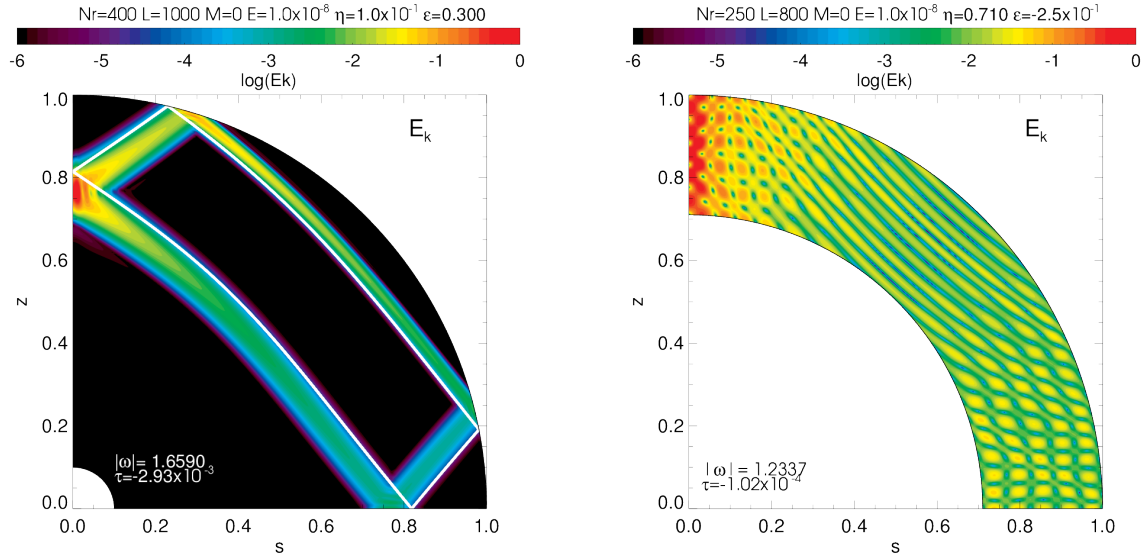 Nr=400 L=1000 M=0 E=1.0x10⁻⁸ η=1.0x10⁻¹ ε=0.300
-6 -5 -4 -3 -2 -1 0
log(Ek)
E_k
1.0
0.8
0.6
0.4
0.2
0.0
z
|ω|= 1.6590
τ=-2.93x10⁻³
0.0 0.2 0.4 0.6 0.8 1.0
s
Nr=250 L=800 M=0 E=1.0x10⁻⁸ η=0.710 ε=-2.5x10⁻¹
-6 -5 -4 -3 -2 -1 0
log(Ek)
E_k
1.0
0.8
0.6
0.4
0.2
0.0
z
|ω| = 1.2337
τ=-1.02x10⁻⁴
0.0 0.2 0.4 0.6 0.8 1.0
s